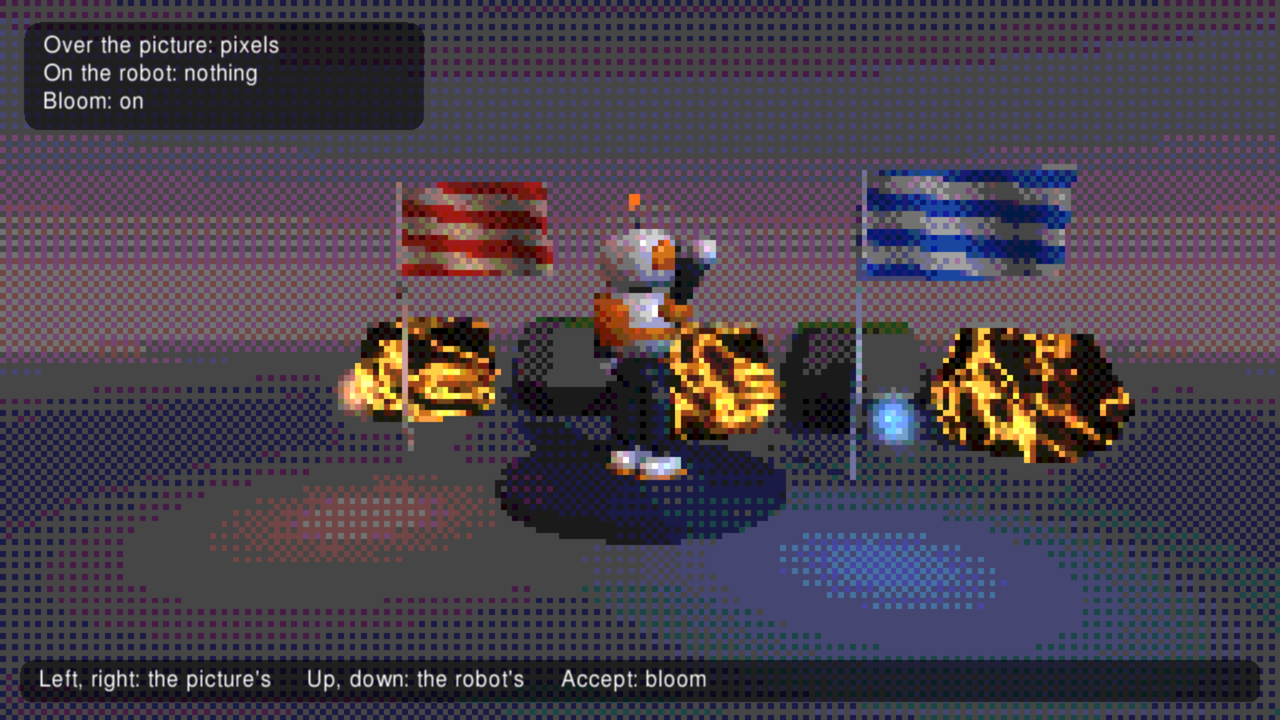 Over the picture: pixels
On the robot: nothing
Bloom: on
Left, right: the picture's Up, down: the robot's Accept: bloom